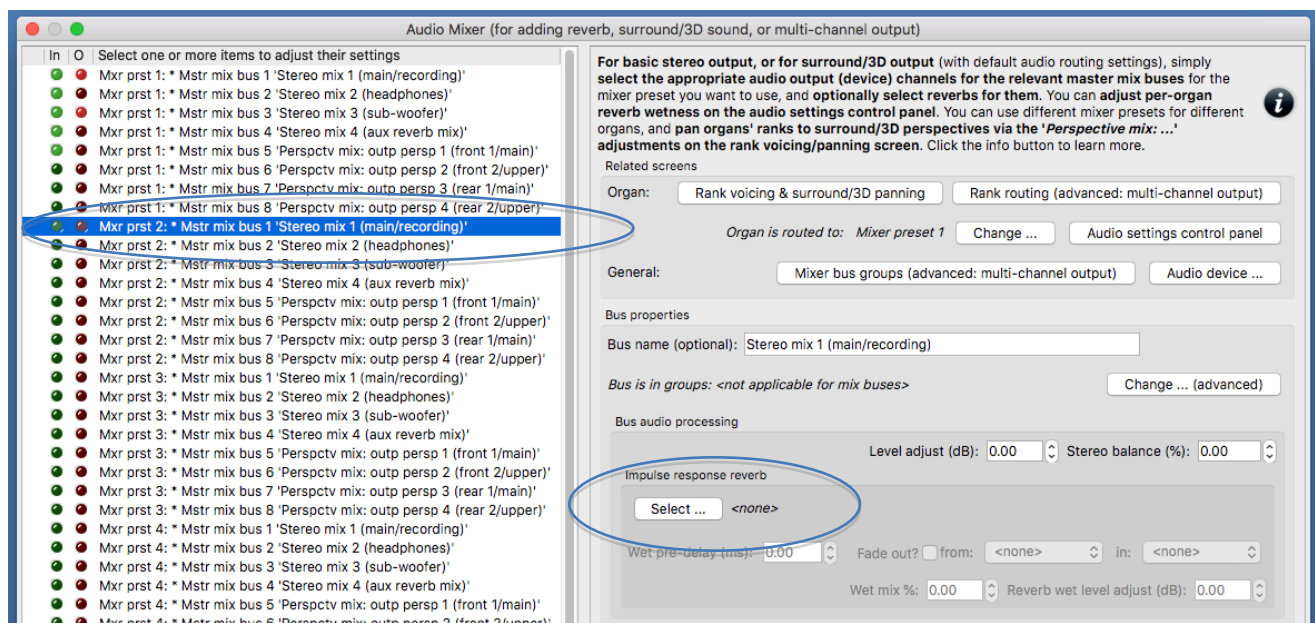 Audio Mixer (for adding reverb, surround/3D sound, or multi-channel output)
In O Select one or more items to adjust their settings
Mxr prst 1: * Mstr mix bus 1 'Stereo mix 1 (main/recording)'
Mxr prst 1: * Mstr mix bus 2 'Stereo mix 2 (headphones)'
Mxr prst 1: * Mstr mix bus 3 'Stereo mix 3 (sub-woofer)'
Mxr prst 1: * Mstr mix bus 4 'Stereo mix 4 (aux reverb mix)'
Mxr prst 1: * Mstr mix bus 5 'Perspctv mix: outp persp 1 (front 1/main)'
Mxr prst 1: * Mstr mix bus 6 'Perspctv mix: outp persp 2 (front 2/upper)'
Mxr prst 1: * Mstr mix bus 7 'Perspctv mix: outp persp 3 (rear 1/main)'
Mxr prst 1: * Mstr mix bus 8 'Perspctv mix: outp persp 4 (rear 2/upper)'
Mxr prst 2: * Mstr mix bus 1 'Stereo mix 1 (main/recording)'
Mxr prst 2: * Mstr mix bus 2 'Stereo mix 2 (headphones)'
Mxr prst 2: * Mstr mix bus 3 'Stereo mix 3 (sub-woofer)'
Mxr prst 2: * Mstr mix bus 4 'Stereo mix 4 (aux reverb mix)'
Mxr prst 2: * Mstr mix bus 5 'Perspctv mix: outp persp 1 (front 1/main)'
Mxr prst 2: * Mstr mix bus 6 'Perspctv mix: outp persp 2 (front 2/upper)'
Mxr prst 2: * Mstr mix bus 7 'Perspctv mix: outp persp 3 (rear 1/main)'
Mxr prst 2: * Mstr mix bus 8 'Perspctv mix: outp persp 4 (rear 2/upper)'
Mxr prst 3: * Mstr mix bus 1 'Stereo mix 1 (main/recording)'
Mxr prst 3: * Mstr mix bus 2 'Stereo mix 2 (headphones)'
Mxr prst 3: * Mstr mix bus 3 'Stereo mix 3 (sub-woofer)'
Mxr prst 3: * Mstr mix bus 4 'Stereo mix 4 (aux reverb mix)'
Mxr prst 3: * Mstr mix bus 5 'Perspctv mix: outp persp 1 (front 1/main)'
Mxr prst 3: * Mstr mix bus 6 'Perspctv mix: outp persp 2 (front 2/upper)'
Mxr prst 3: * Mstr mix bus 7 'Perspctv mix: outp persp 3 (rear 1/main)'
Mxr prst 3: * Mstr mix bus 8 'Perspctv mix: outp persp 4 (rear 2/upper)'
Mxr prst 4: * Mstr mix bus 1 'Stereo mix 1 (main/recording)'
Mxr prst 4: * Mstr mix bus 2 'Stereo mix 2 (headphones)'
Mxr prst 4: * Mstr mix bus 3 'Stereo mix 3 (sub-woofer)'
Mxr prst 4: * Mstr mix bus 4 'Stereo mix 4 (aux reverb mix)'
Mxr prst 4: * Mstr mix bus 5 'Perspctv mix: outp persp 1 (front 1/main)'
Mxr prst 4: * Mstr mix bus 6 'Perspctv mix: outp persp 2 (front 2/upper)'
For basic stereo output, or for surround/3D output (with default audio routing settings), simply
select the appropriate audio output (device) channels for the relevant master mix buses for the
mixer preset you want to use, and optionally select reverbs for them. You can adjust per-organ
reverb wetness on the audio settings control panel. You can use different mixer presets for different
organs, and pan organs' ranks to surround/3D perspectives via the 'Perspective mix: ...'
adjustments on the rank voicing/panning screen. Click the info button to learn more.
i
Related screens
Organ: Rank voicing & surround/3D panning Rank routing (advanced: multi-channel output)
Organ is routed to: Mixer preset 1 Change ... Audio settings control panel
General: Mixer bus groups (advanced: multi-channel output) Audio device ...
Bus properties
Bus name (optional): Stereo mix 1 (main/recording)
Bus is in groups: <not applicable for mix buses> Change ... (advanced)
Bus audio processing
Level adjust (dB): 0.00 Stereo balance (%): 0.00
Impulse response reverb
Select ... <none>
Wet pre-delay (ms): 0.00 Fade out? from: <none> in: <none>
Wet mix %: 0.00 Reverb wet level adjust (dB): 0.00